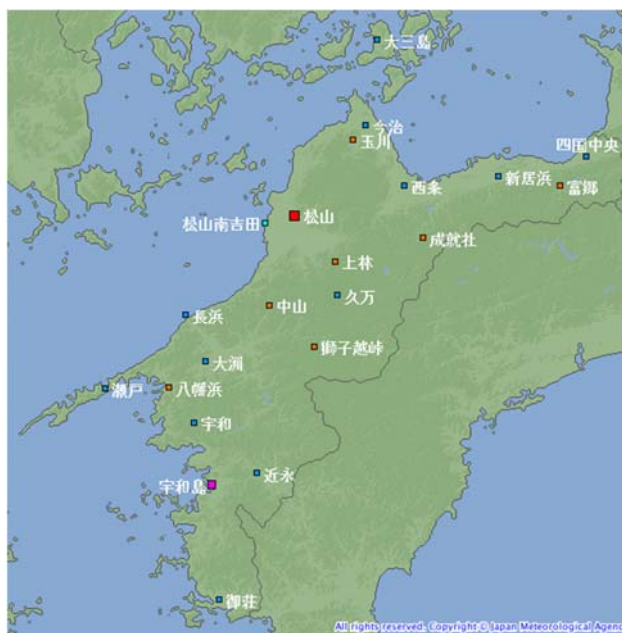 大三島
今治
玉川
四国中央
新居浜
西条
富郷
松山
松山南吉田
成就社
上林
久万
中山
長浜
獅子越峠
大洲
瀬戸
八幡浜
宇和
近永
宇和島
御荘
All rights reserved. Copyright © Japan Meteorological Agency